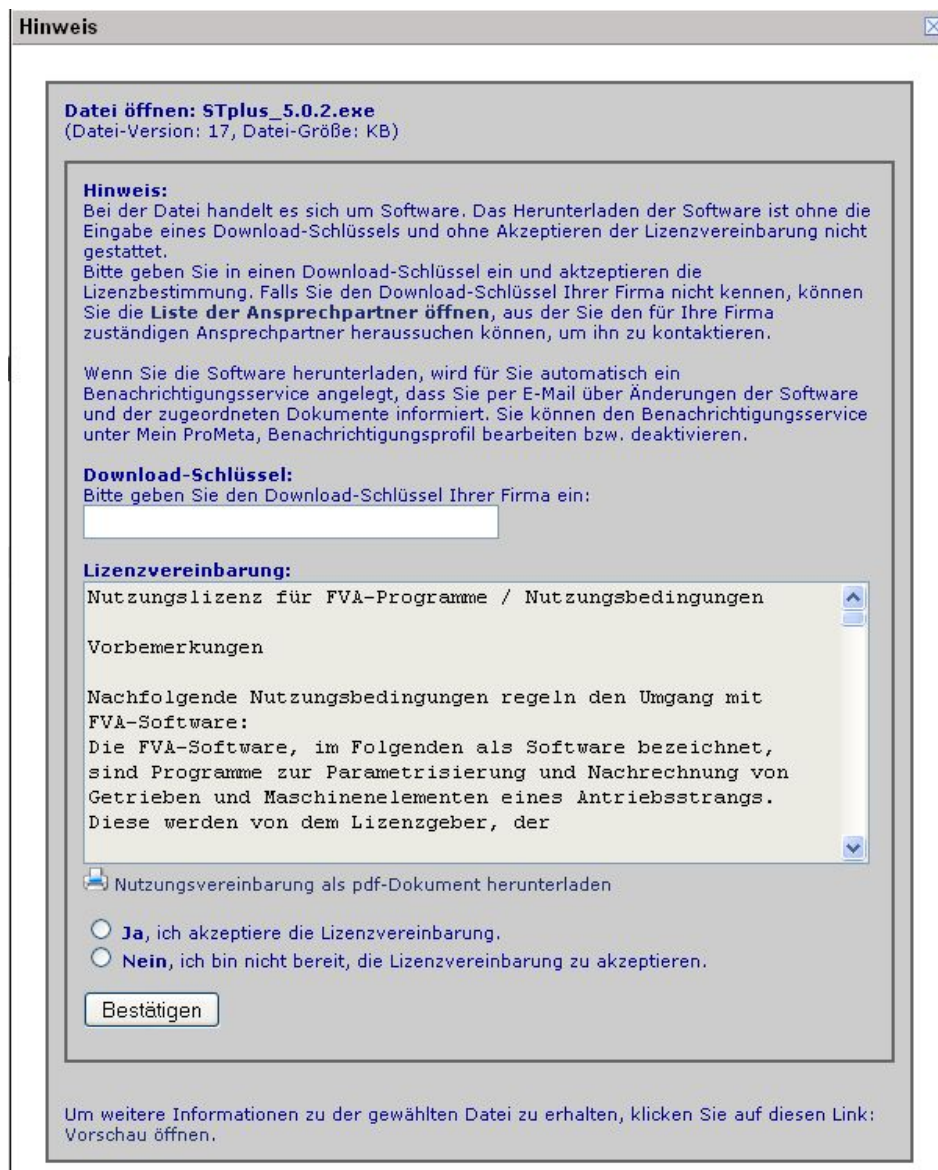 Hinweis
Datei öffnen: STplus_5.0.2.exe
(Datei-Version: 17, Datei-Größe: KB)
Hinweis:
Bei der Datei handelt es sich um Software. Das Herunterladen der Software ist ohne die
Eingabe eines Download-Schlüssels und ohne Akzeptieren der Lizenzvereinbarung nicht
gestattet.
Bitte geben Sie in einen Download-Schlüssel ein und aktzeptieren die
Lizenzbestimmung. Falls Sie den Download-Schlüssel Ihrer Firma nicht kennen, können
Sie die Liste der Ansprechpartner öffnen, aus der Sie den für Ihre Firma
zuständigen Ansprechpartner heraussuchen können, um ihn zu kontaktieren.
Wenn Sie die Software herunterladen, wird für Sie automatisch ein
Benachrichtigungsservice angelegt, dass Sie per E-Mail über Änderungen der Software
und der zugeordneten Dokumente informiert. Sie können den Benachrichtigungsservice
unter Mein ProMeta, Benachrichtigungsprofil bearbeiten bzw. deaktivieren.
Download-Schlüssel:
Bitte geben Sie den Download-Schlüssel Ihrer Firma ein:
Lizenzvereinbarung:
Nutzungslizenz für FVA-Programme / Nutzungsbedingungen
Vorbemerkungen
Nachfolgende Nutzungsbedingungen regeln den Umgang mit
FVA-Software:
Die FVA-Software, im Folgenden als Software bezeichnet,
sind Programme zur Parametrisierung und Nachrechnung von
Getrieben und Maschinenelementen eines Antriebsstrangs.
Diese werden von dem Lizenzgeber, der
Nutzungsvereinbarung als pdf-Dokument herunterladen
Ja, ich akzeptiere die Lizenzvereinbarung.
Nein, ich bin nicht bereit, die Lizenzvereinbarung zu akzeptieren.
Bestätigen
Um weitere Informationen zu der gewählten Datei zu erhalten, klicken Sie auf diesen Link:
Vorschau öffnen.